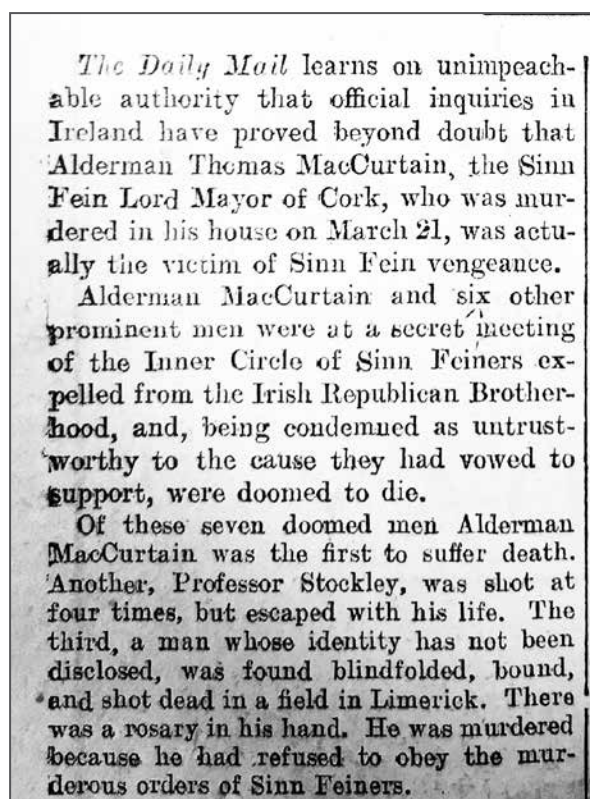 The Daily Mail learns on unimpeach-
able authority that official inquiries in
Ireland have proved beyond doubt that
Alderman Thomas MacCurtain, the Sinn
Fein Lord Mayor of Cork, who was mur-
dered in his house on March 21, was actu-
ally the victim of Sinn Fein vengeance.
Alderman MacCurtain and six other
prominent men were at a secret meeting
of the Inner Circle of Sinn Feiners ex-
pelled from the Irish Republican Brother-
hood, and, being condemned as untrust-
worthy to the cause they had vowed to
support, were doomed to die.
Of these seven doomed men Alderman
MacCurtain was the first to suffer death.
Another, Professor Stockley, was shot at
four times, but escaped with his life. The
third, a man whose identity has not been
disclosed, was found blindfolded, bound,
and shot dead in a field in Limerick. There
was a rosary in his hand. He was murdered
because he had refused to obey the mur-
derous orders of Sinn Feiners.